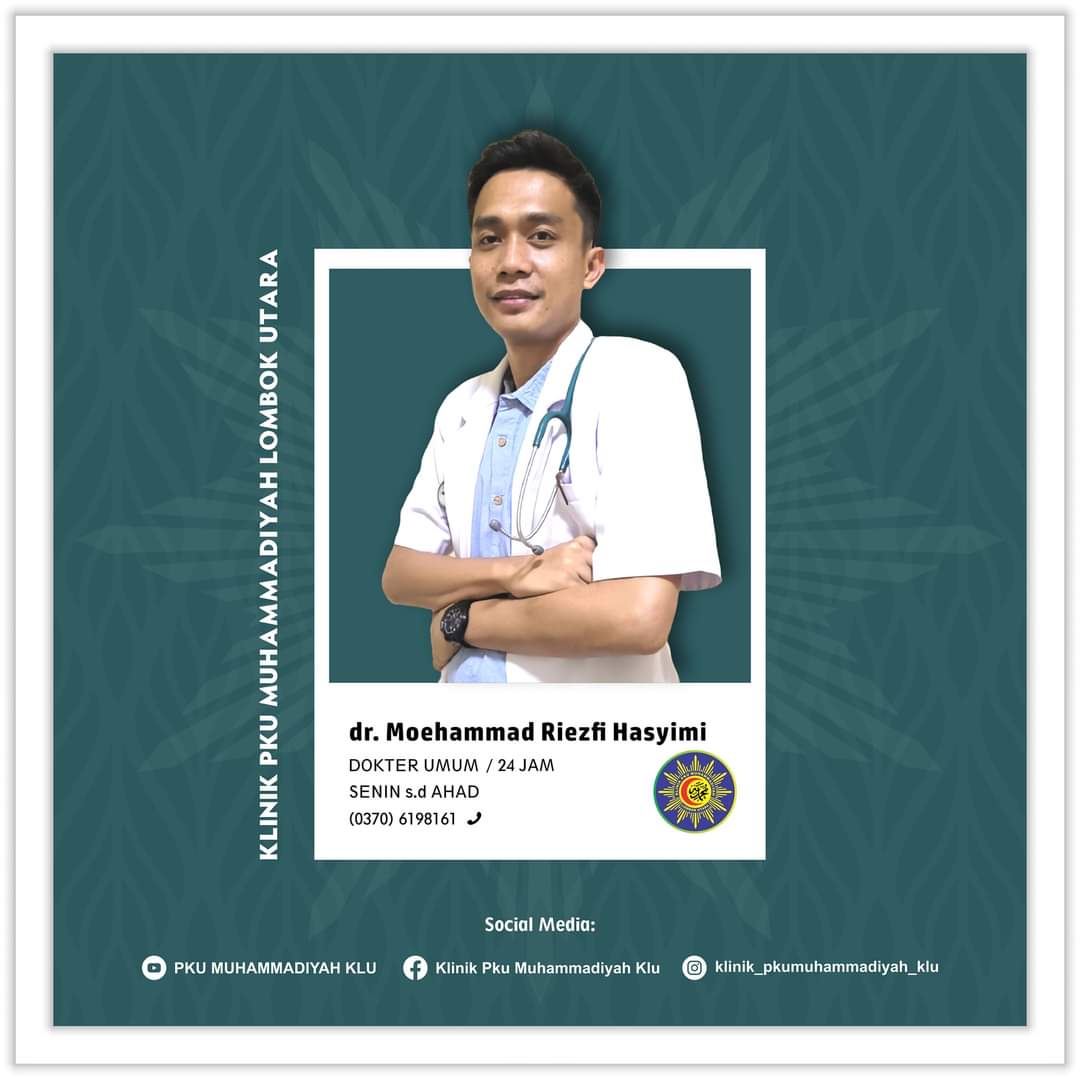 KLINIK PKU MUHAMMADIYAH LOMBOK UTARA
dr. Moehammad Riezfi Hasyimi
DOKTER UMUM / 24 JAM
SENIN s.d AHAD
(0370) 6198161
Social Media:
PKU MUHAMMADIYAH KLU
Klinik Pku Muhammadiyah Klu
klinik_pkumuhammadiyah_klu